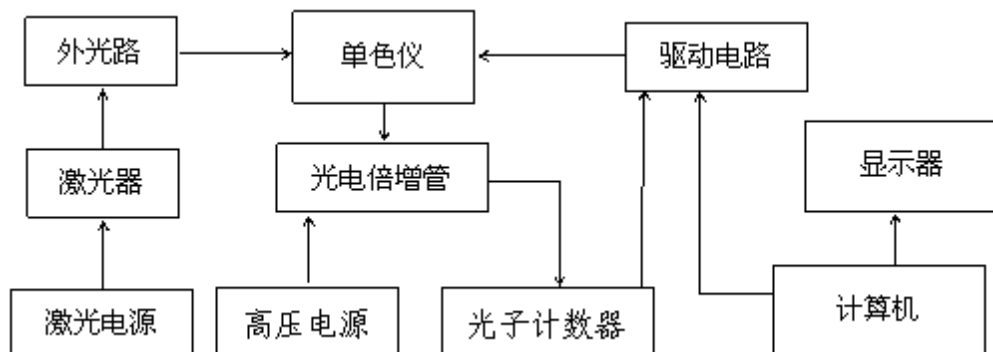 外光路
单色仪
驱动电路
激光器
光电倍增管
显示器
激光电源
高压电源
光子计数器
计算机